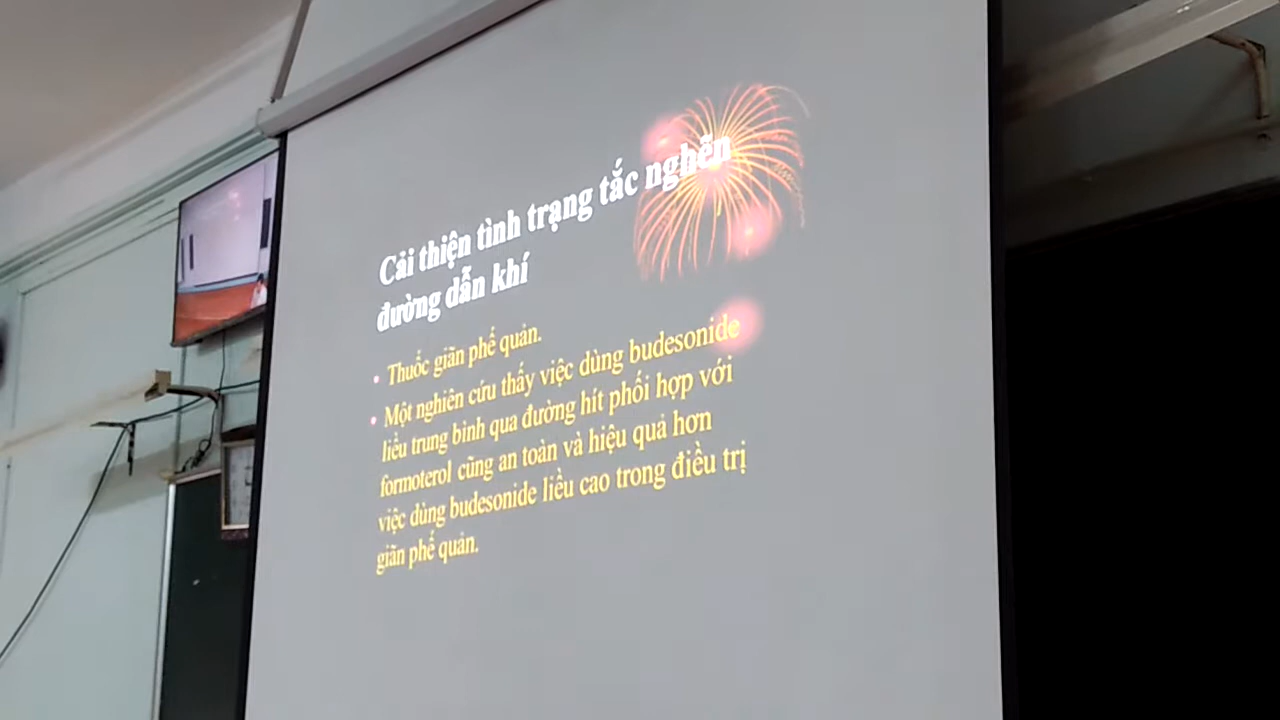 Cải thiện tình trạng tắc nghẽn
đường dẫn khí
• Thuốc giãn phế quản.
• Một nghiên cứu thấy việc dùng budesonide
liều trung bình qua đường hít phối hợp với
formoterol cũng an toàn và hiệu quả hơn
việc dùng budesonide liều cao trong điều trị
giãn phế quản.